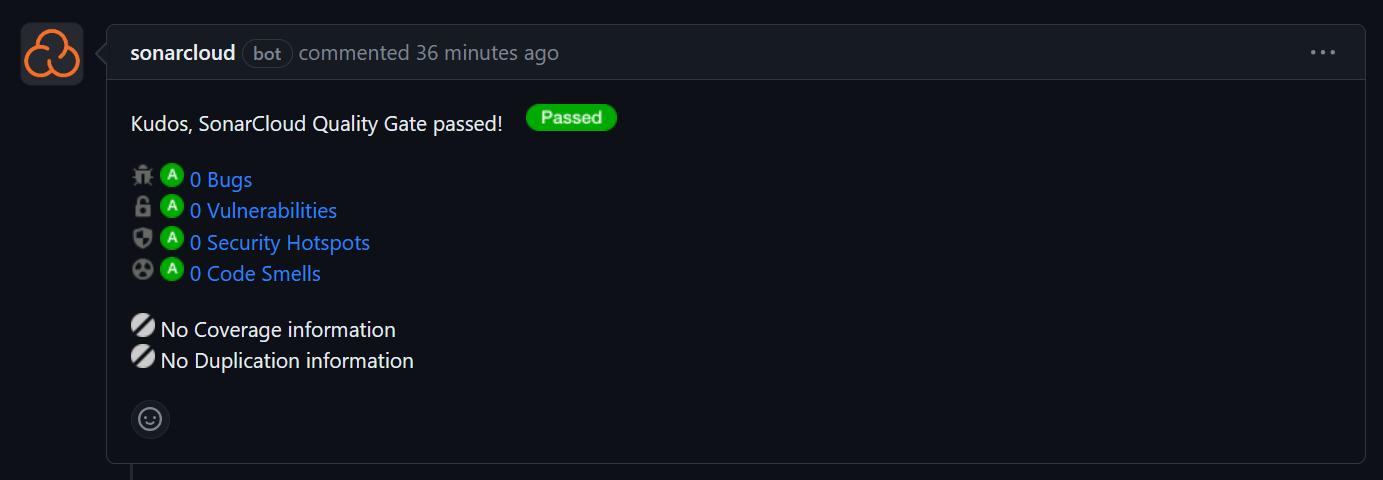 sonarcloud bot commented 36 minutes ago
Kudos, SonarCloud Quality Gate passed! Passed
A 0 Bugs
A 0 Vulnerabilities
A 0 Security Hotspots
A 0 Code Smells
No Coverage information
No Duplication information